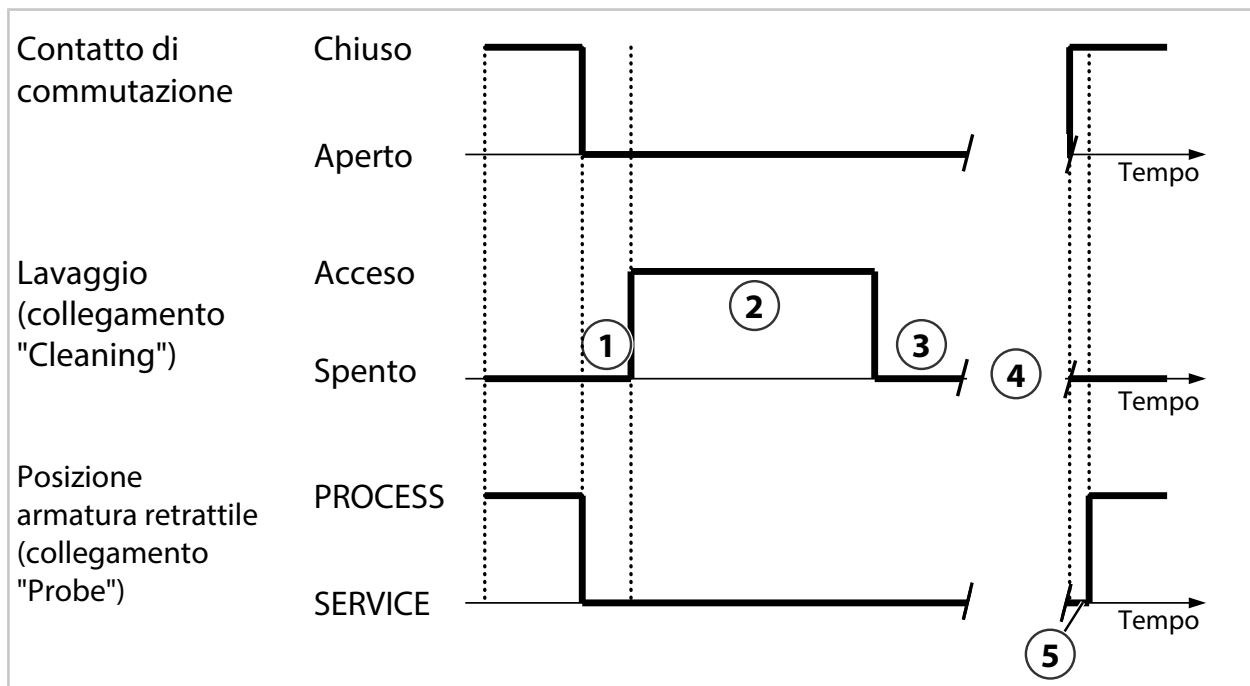 Contatto di
commutazione
Chiuso
Aperto
Tempo
Lavaggio
(collegamento
"Cleaning")
Acceso
Spento
1
2
3
4
Tempo
Posizione
armatura retrattile
(collegamento
"Probe")
PROCESS
SERVICE
Tempo
5